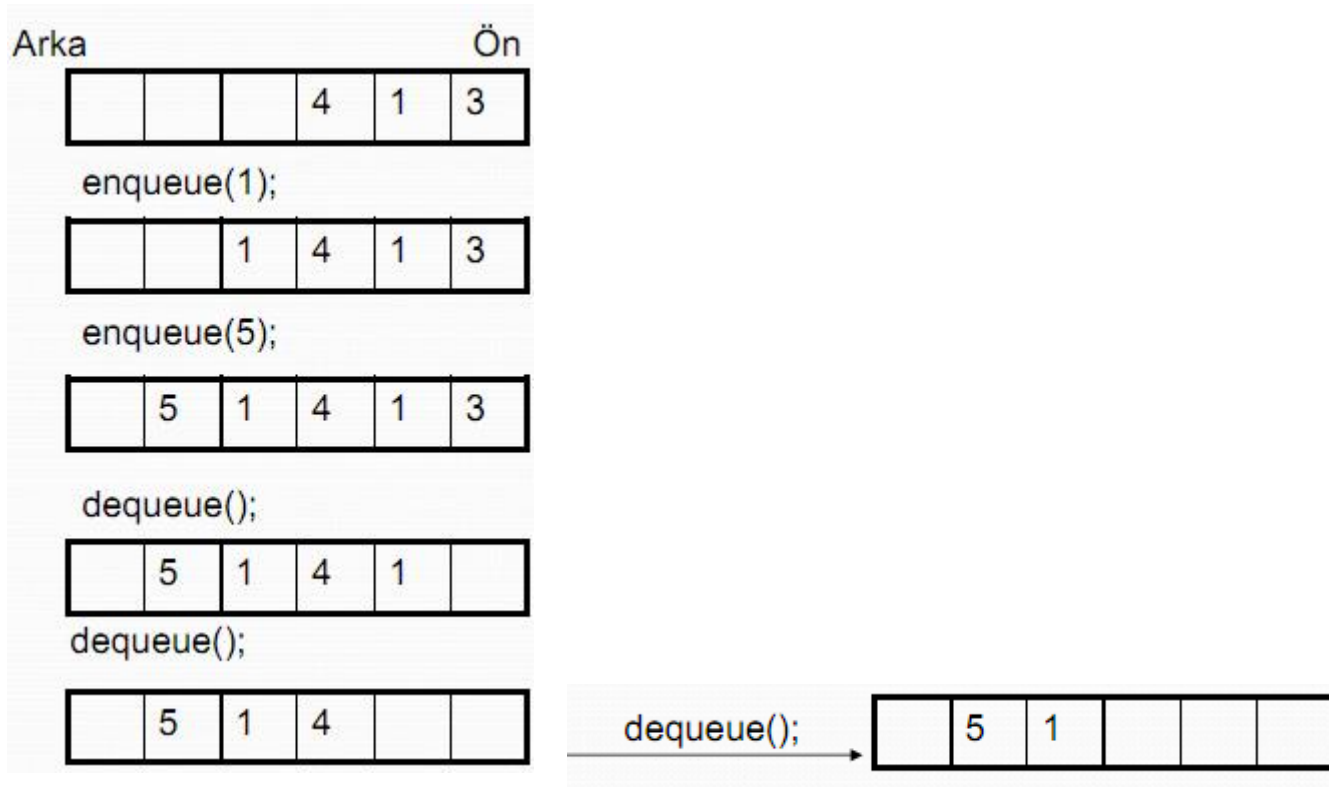 Arka Ön
4 1 3
enqueue(1);
1 4 1 3
enqueue(5);
5 1 4 1 3
dequeue();
5 1 4 1
dequeue();
5 1 4
dequeue();
5 1